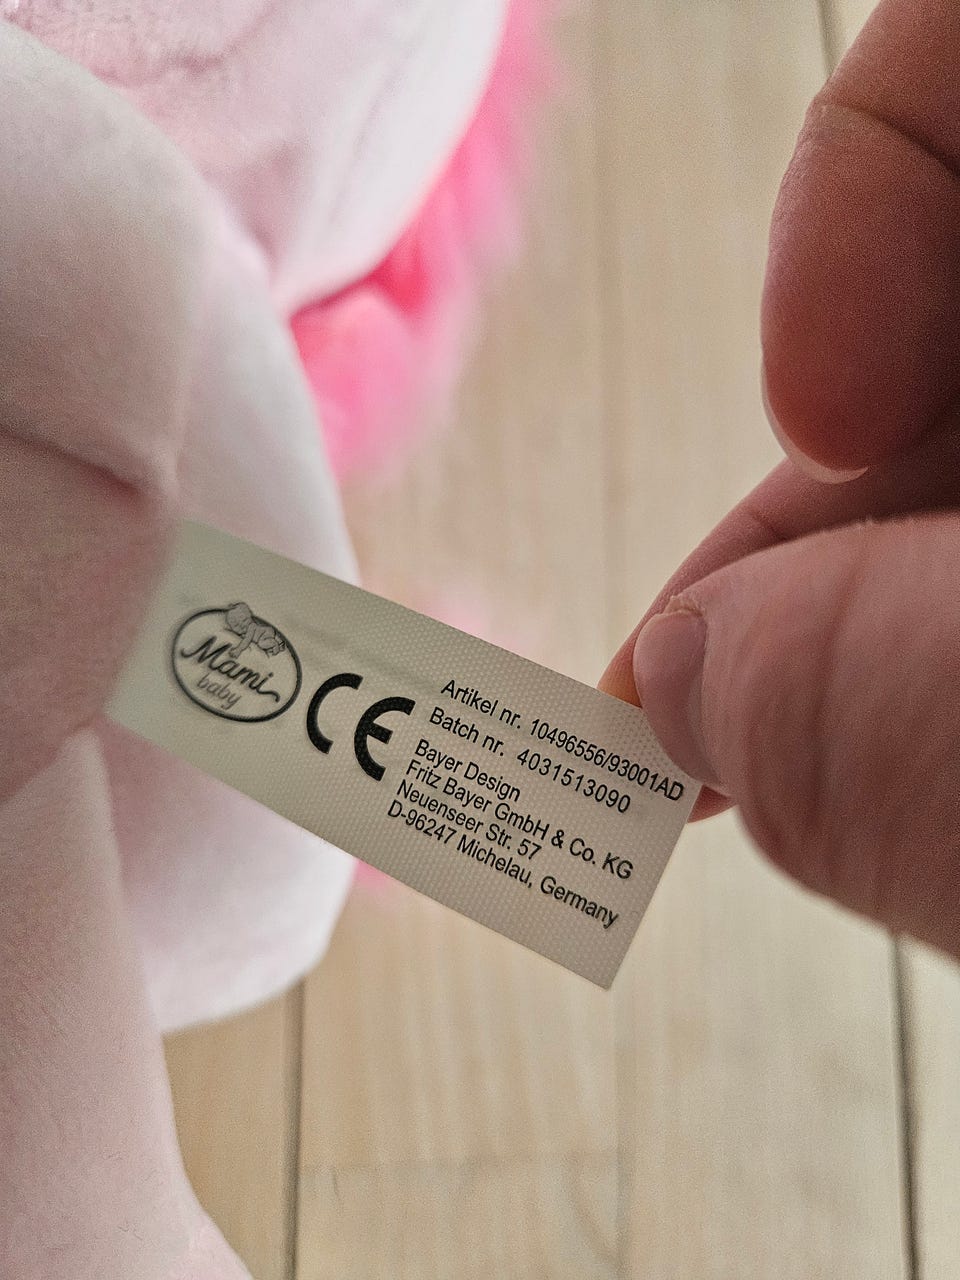 Mami
baby
CE
Artikel nr. 10496556/93001AD
Batch nr. 4031513090
Bayer Design
Fritz Bayer GmbH & Co. KG
Neuenseer Str. 57
D-96247 Michelau, Germany